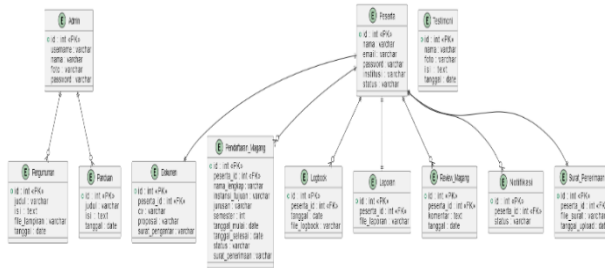 E Admin
id : int «PK»
username : varchar
nama : varchar
foto : varchar
password : varchar
E Peserta
id : int «PK»
nama : varchar
email : varchar
password : varchar
institusi : varchar
status : varchar
E Testimoni
id : int «PK»
nama : varchar
foto : varchar
isi : text
tanggal : date
E Pengumuman
id : int «PK»
judul : varchar
isi : text
file_lampiran : varchar
tanggal : date
E Panduan
id : int «PK»
judul : varchar
isi : text
tanggal : date
E Dokumen
id : int «PK»
peserta_id : int «FK»
cv : varchar
proposal : varchar
surat_pengantar : varchar
E Pendaftaran_Magang
id : int «PK»
peserta_id : int «FK»
nama_lengkap : varchar
instansi_tujuan : varchar
jurusan : varchar
semester : int
tanggal_mulai : date
tanggal_selesai : date
status : varchar
surat_penerimaan : varchar
E Logbook
id : int «PK»
peserta_id : int «FK»
tanggal : date
file_logbook : varchar
E Laporan
id : int «PK»
peserta_id : int «FK»
file_laporan : varchar
E Review_Magang
id : int «PK»
peserta_id : int «FK»
komentar : text
tanggal : date
E Notifikasi
id : int «PK»
peserta_id : int «FK»
status : varchar
E Surat_Penerimaan
id : int «PK»
peserta_id : int «FK»
file_surat : varchar
tanggal_upload : date